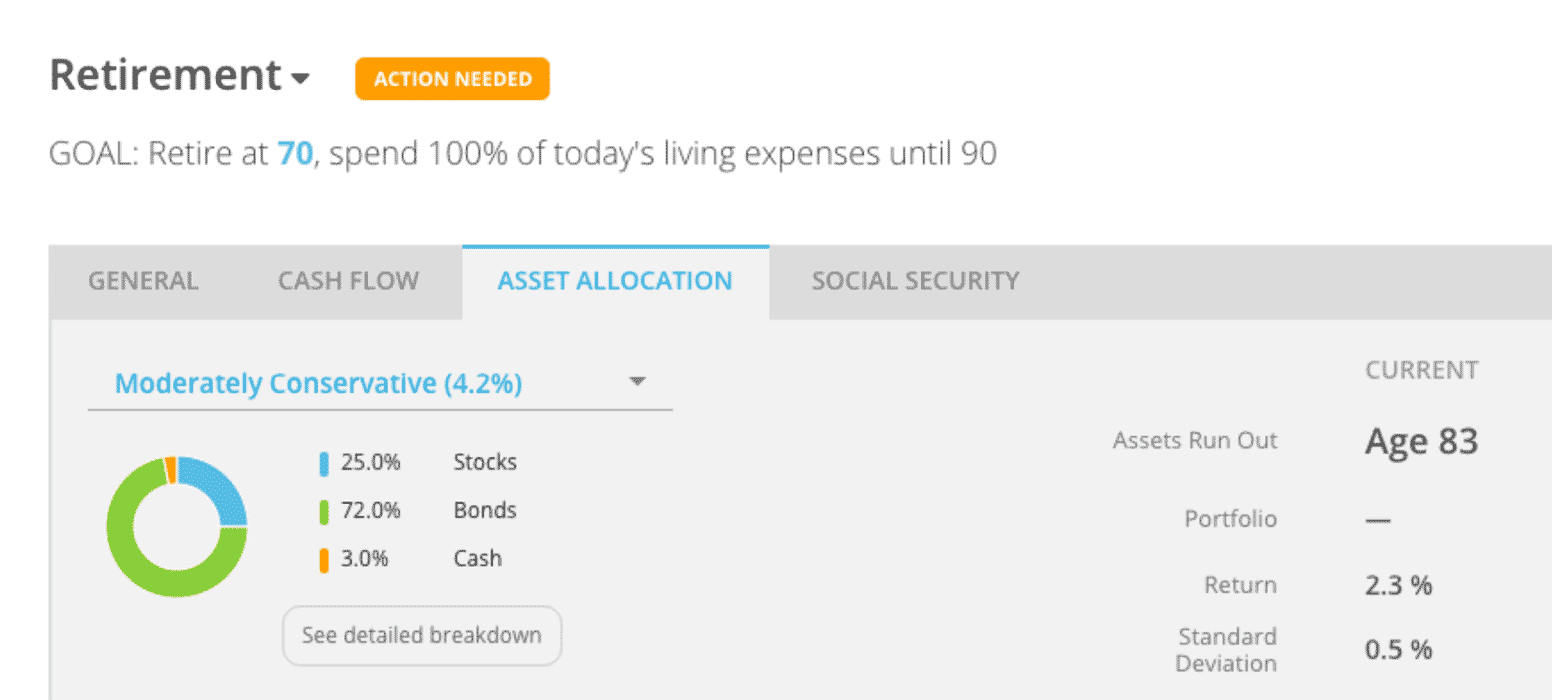 Retirement ACTION NEEDED
GOAL: Retire at 70, spend 100% of today's living expenses until 90
GENERAL CASH FLOW ASSET ALLOCATION SOCIAL SECURITY
Moderately Conservative (4.2%)
25.0% Stocks
72.0% Bonds
3.0% Cash
See detailed breakdown
CURRENT
Assets Run Out Age 83
Portfolio —
Return 2.3 %
Standard
Deviation 0.5 %